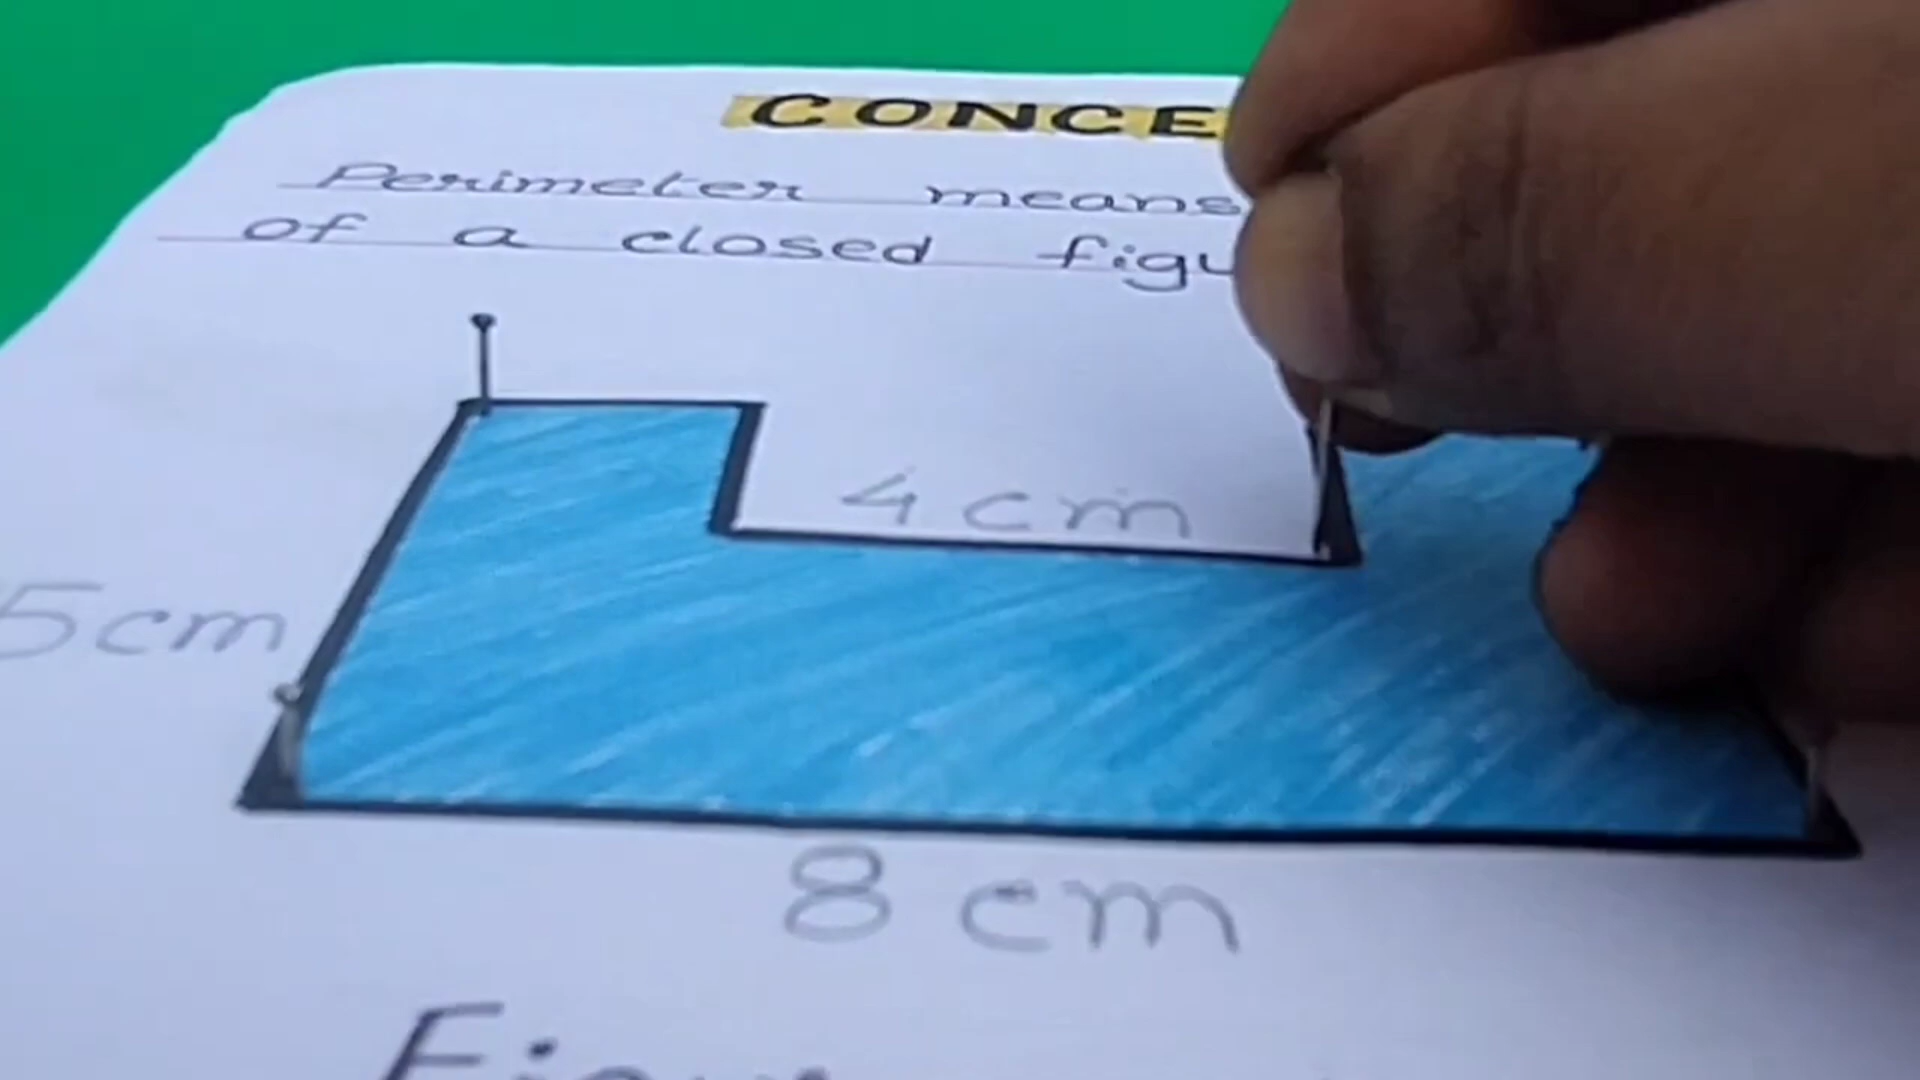 CONCE
Perimeter means
of a closed figu
4 cm
5cm
8 cm